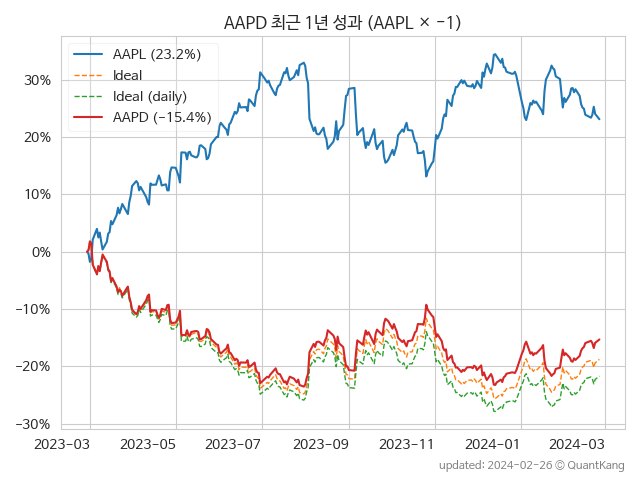 AAPD 최근 1년 성과 (AAPL × −1)
AAPL (23.2%)
Ideal
Ideal (daily)
AAPD (−15.4%)
30%
20%
10%
0%
−10%
−20%
−30%
2023−03 2023−05 2023−07 2023−09 2023−11 2024−01 2024−03
updated: 2024−02−26 © QuantKang